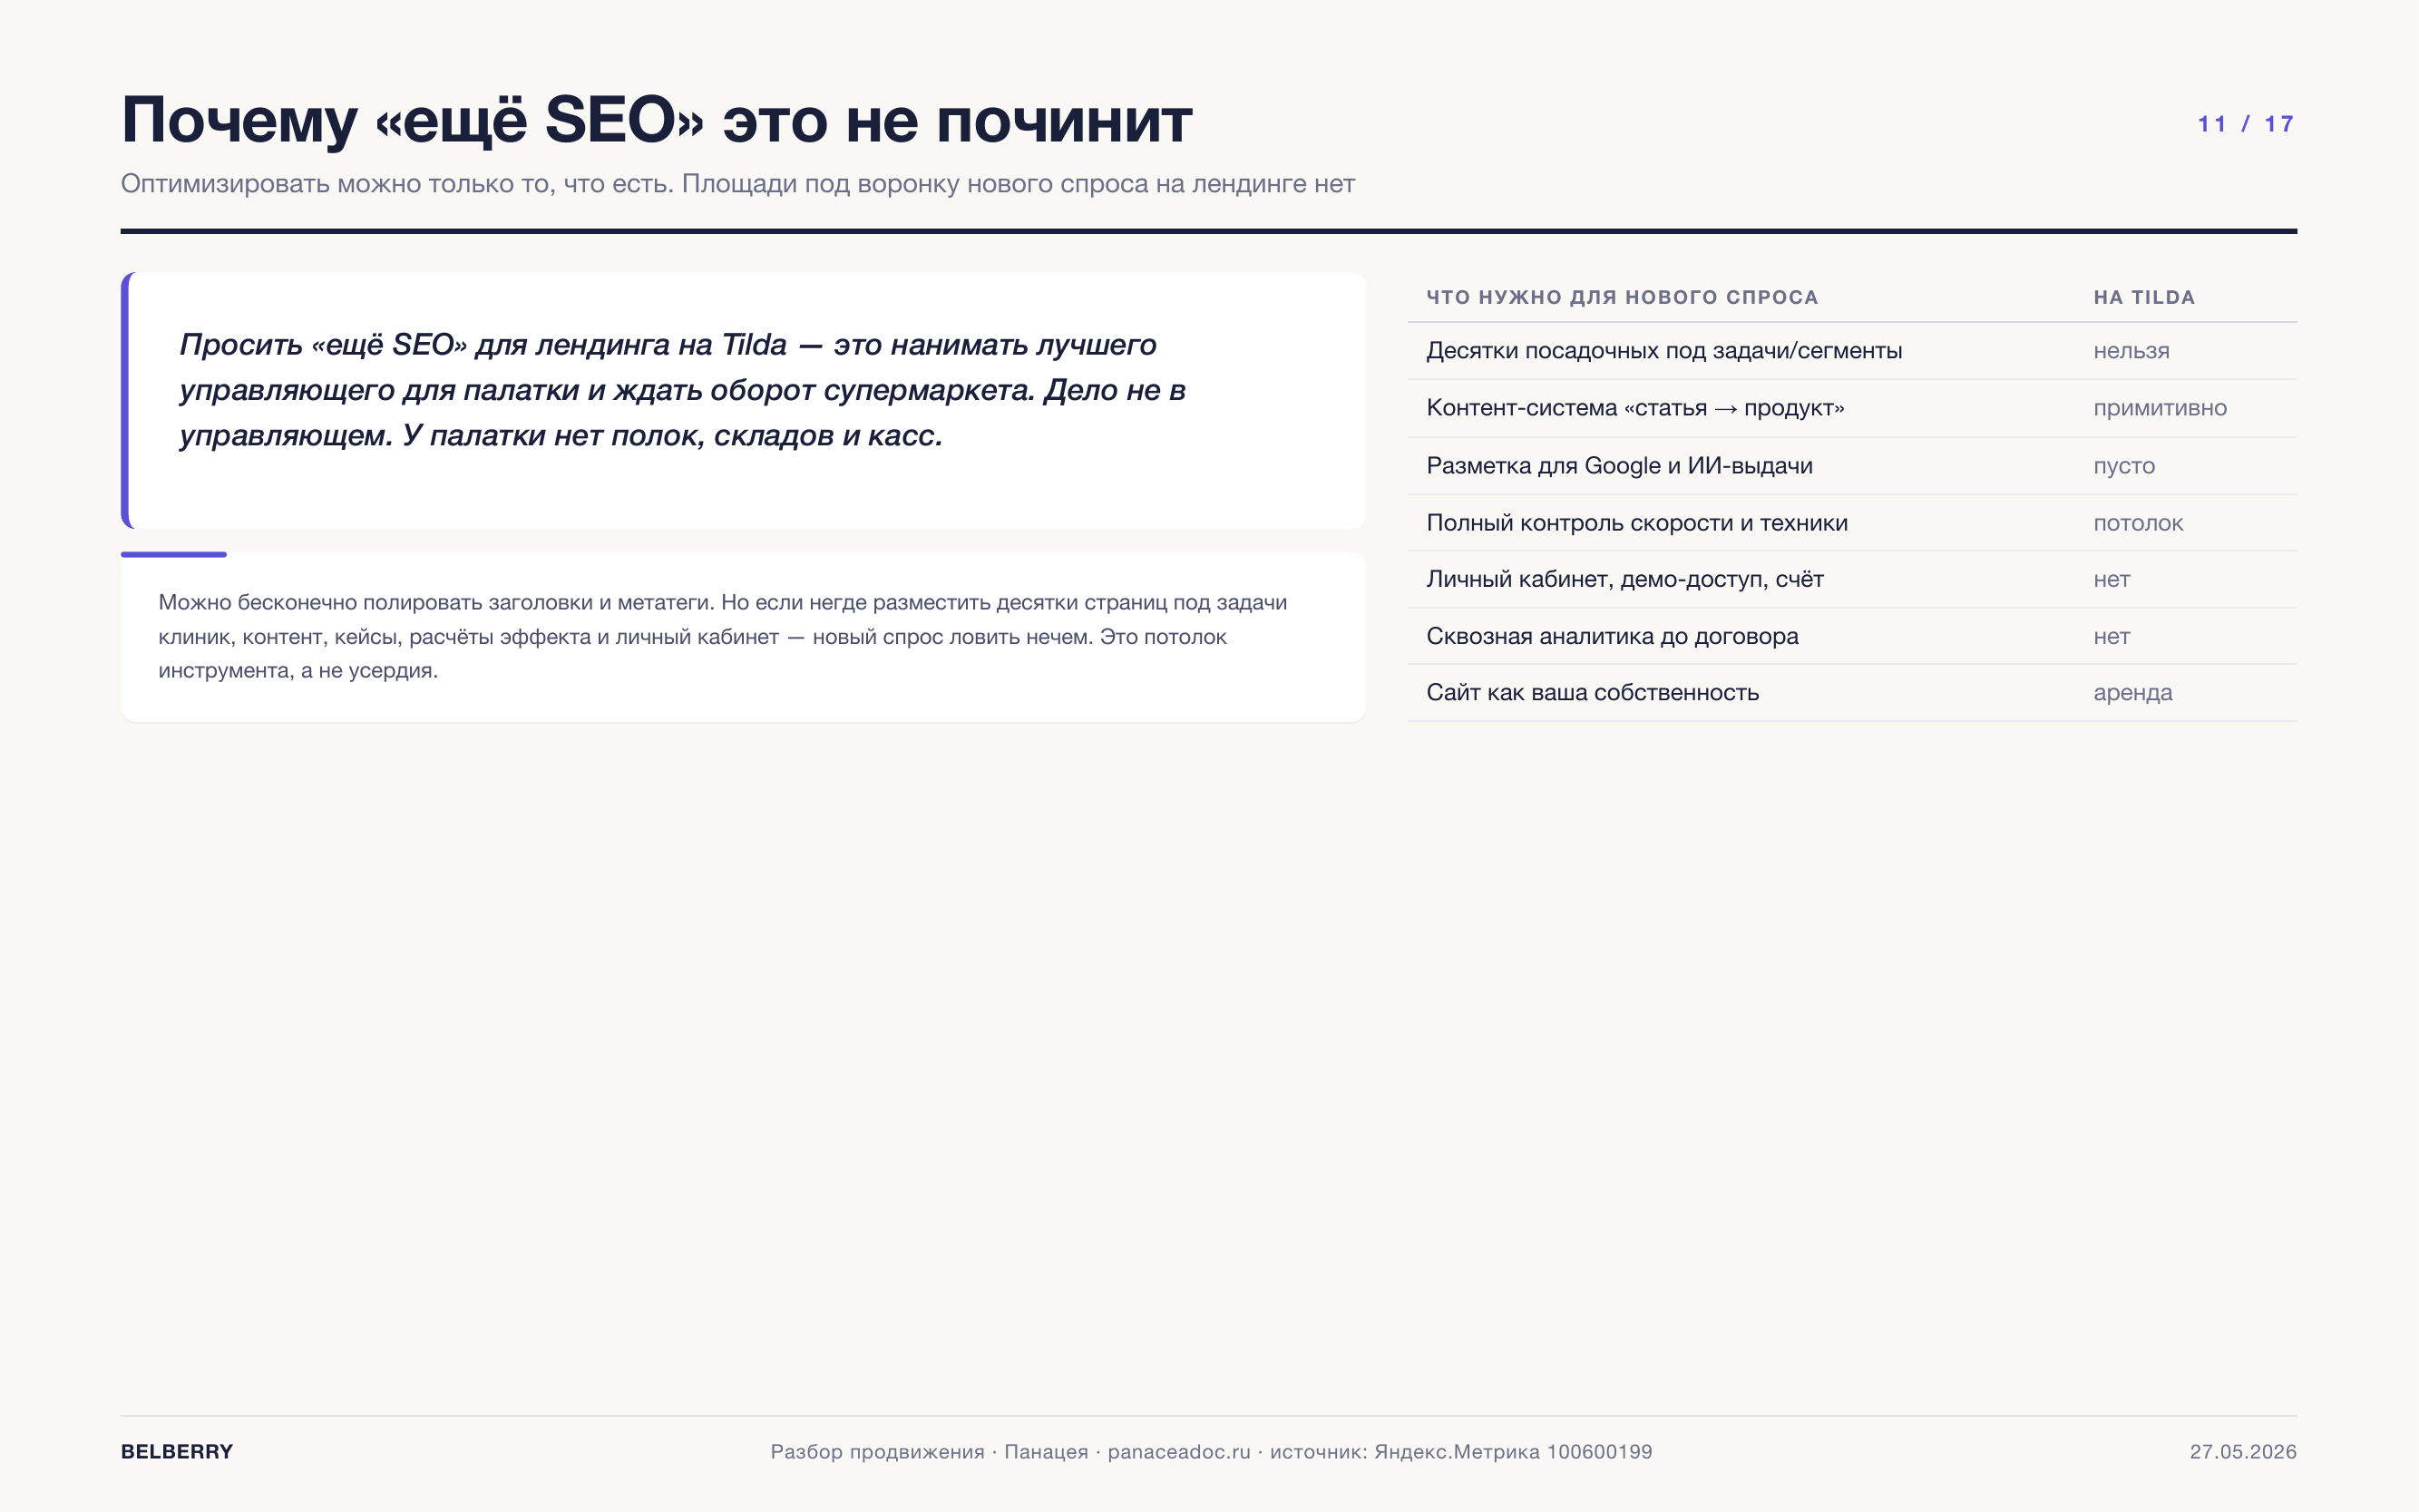 Почему «ещё SEO» это не починит
11 / 17
Оптимизировать можно только то, что есть. Площади под воронку нового спроса на лендинге нет
Просить «ещё SEO» для лендинга на Tilda — это нанимать лучшего
управляющего для палатки и ждать оборот супермаркета. Дело не в
управляющем. У палатки нет полок, складов и касс.
Можно бесконечно полировать заголовки и метатеги. Но если негде разместить десятки страниц под задачи
клиник, контент, кейсы, расчёты эффекта и личный кабинет — новый спрос ловить нечем. Это потолок
инструмента, а не усердия.
ЧТО НУЖНО ДЛЯ НОВОГО СПРОСА НА TILDA
Десятки посадочных под задачи/сегменты нельзя
Контент-система «статья → продукт» примитивно
Разметка для Google и ИИ-выдачи пусто
Полный контроль скорости и техники потолок
Личный кабинет, демо-доступ, счёт нет
Сквозная аналитика до договора нет
Сайт как ваша собственность аренда
BELBERRY Разбор продвижения · Панацея · panaceadoc.ru · источник: Яндекс.Метрика 100600199 27.05.2026